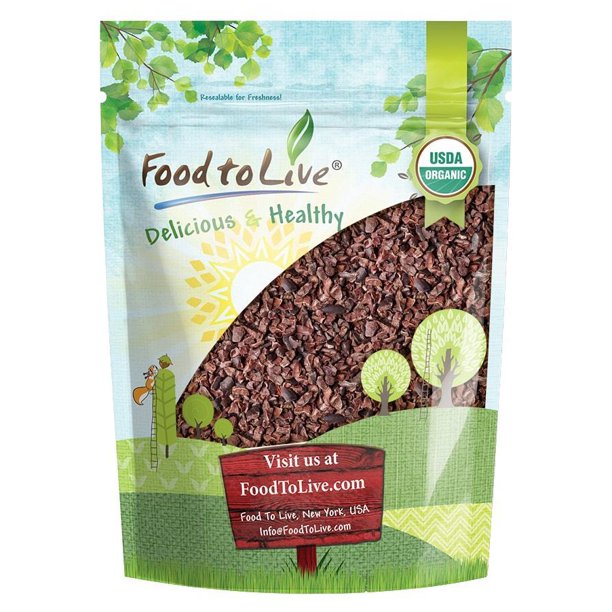 Resealable for Freshness!
Food to Live®
Delicious & Healthy
USDA
ORGANIC
Visit us at
FoodToLive.com
Food To Live, New York, USA
Info@FoodToLive.com